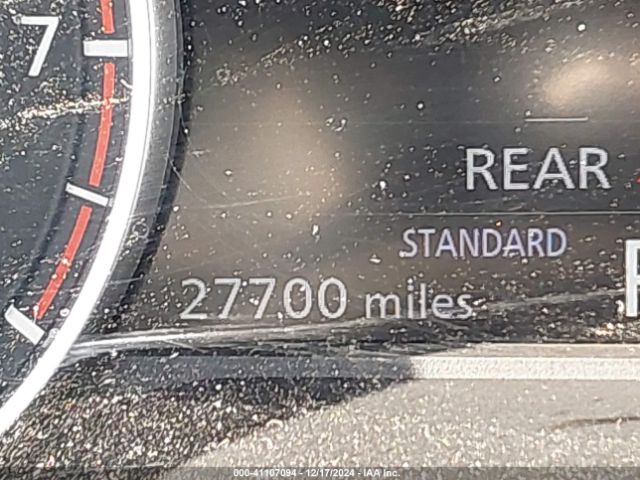 7
REAR
STANDARD
27700 miles
000-41107094 - 12/17/2024 - IAA Inc.